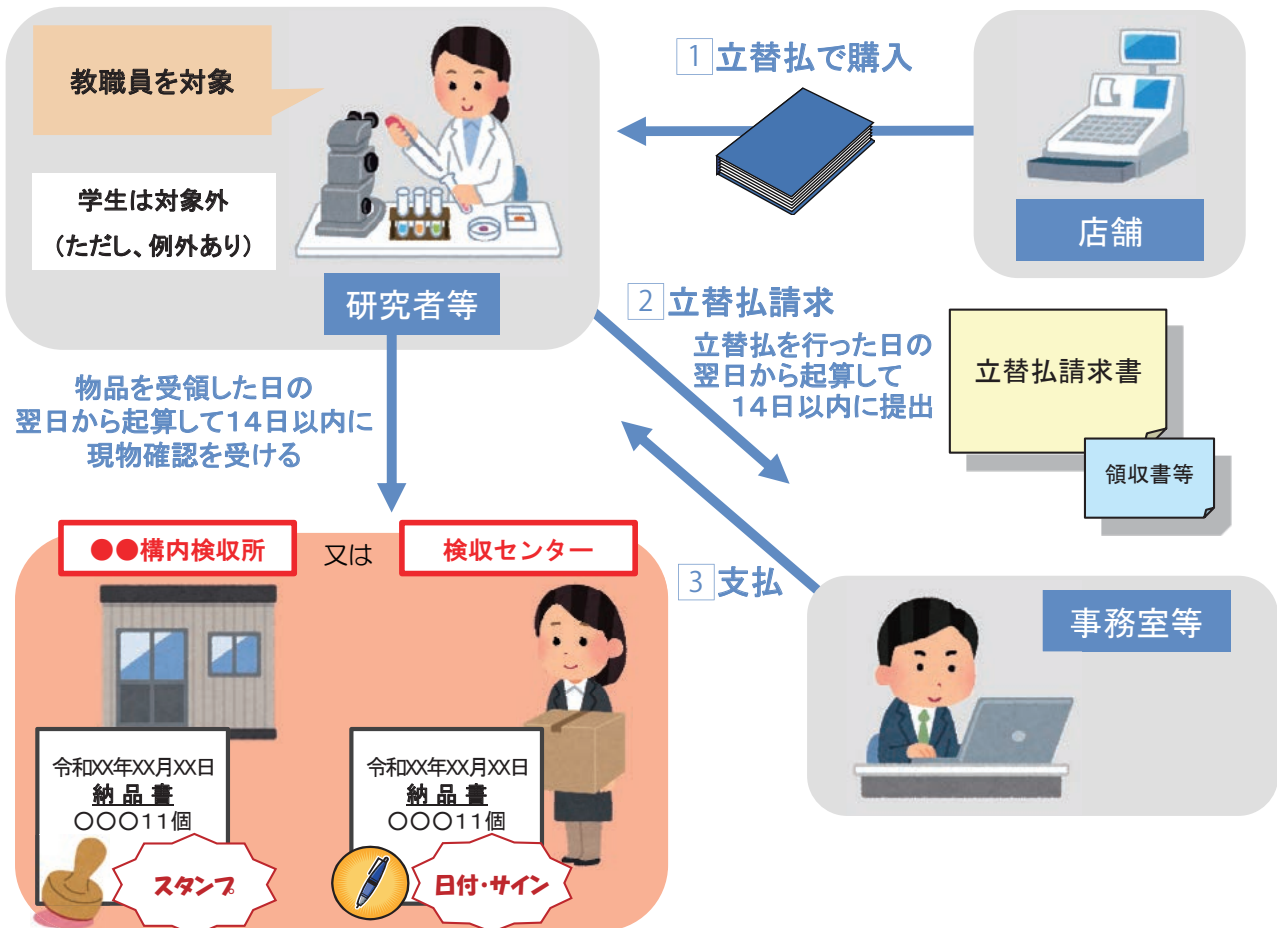 教職員を対象
学生は対象外
(ただし、例外あり)
研究者等
1 立替払で購入
店舗
2 立替払請求
立替払を行った日の
翌日から起算して
14日以内に提出
立替払請求書
領収書等
物品を受領した日の
翌日から起算して14日以内に
現物確認を受ける
3 支払
事務室等
●●構内検収所
又は
検収センター
令和XX年XX月XX日
納品書
〇〇〇11個
スタンプ
令和XX年XX月XX日
納品書
〇〇〇11個
日付・サイン